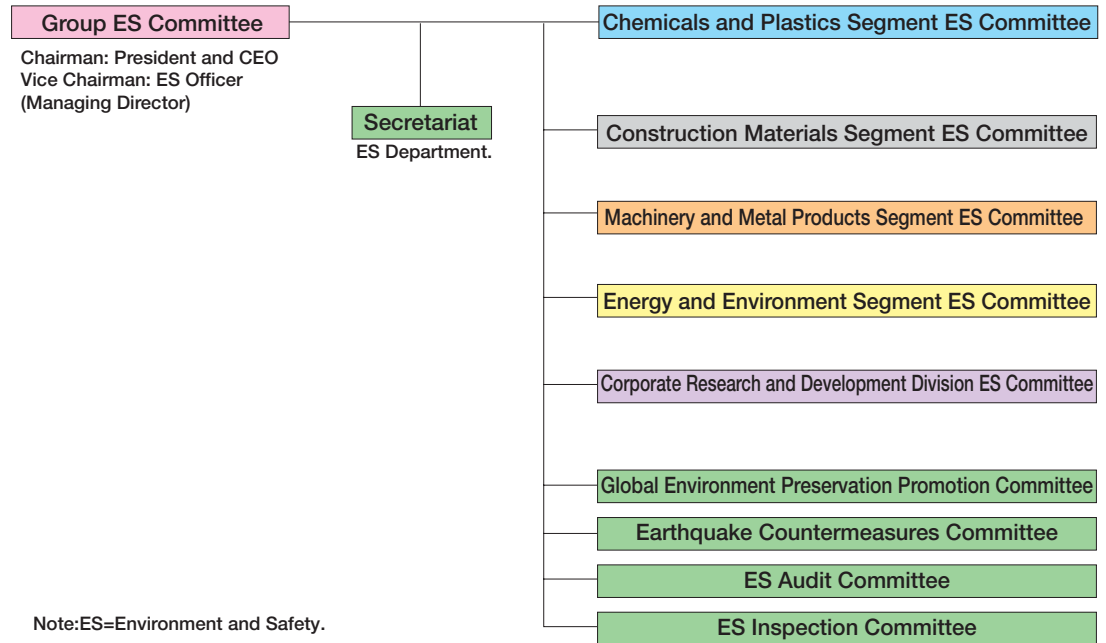 Group ES Committee
Chairman: President and CEO
Vice Chairman: ES Officer
(Managing Director)
Secretariat
ES Department.
Chemicals and Plastics Segment ES Committee
Construction Materials Segment ES Committee
Machinery and Metal Products Segment ES Committee
Energy and Environment Segment ES Committee
Corporate Research and Development Division ES Committee
Global Environment Preservation Promotion Committee
Earthquake Countermeasures Committee
ES Audit Committee
ES Inspection Committee
Note:ES=Environment and Safety.